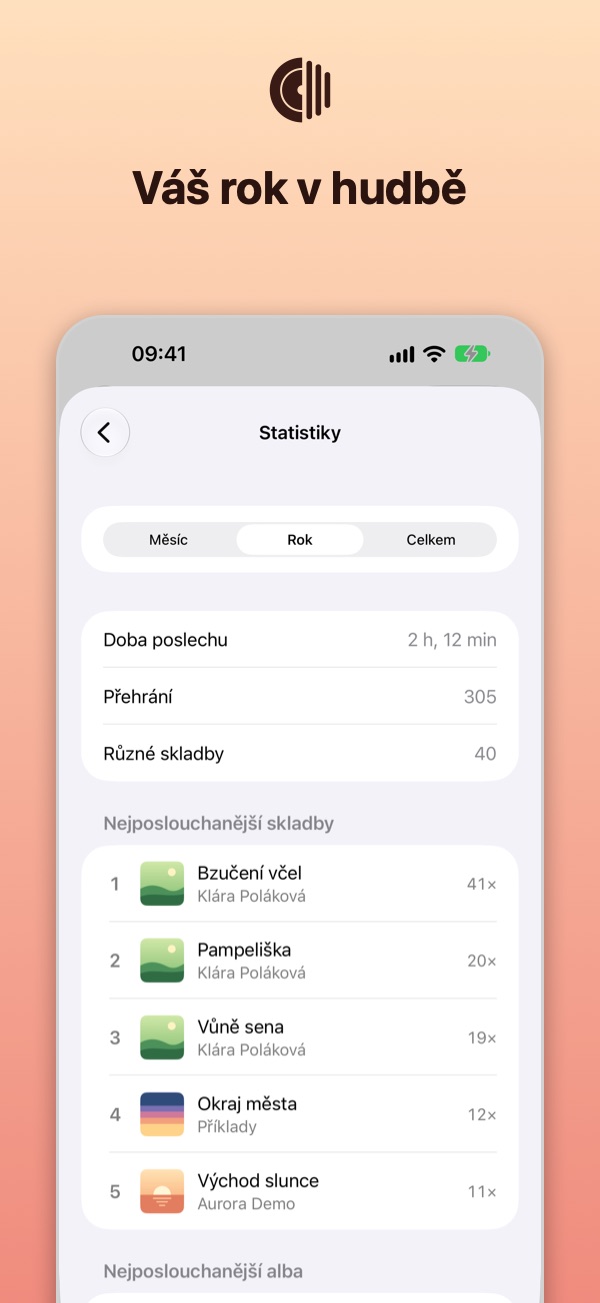 Váš rok v hudbě
09:41
Statistiky
Měsíc Rok Celkem
Doba poslechu 2 h, 12 min
Přehrání 305
Různé skladby 40
Nejposlouchanější skladby
1 Bzučení včel 41×
Klára Poláková
2 Pampeliška 20×
Klára Poláková
3 Vůně sena 19×
Klára Poláková
4 Okraj města 12×
Příklady
5 Východ slunce 11×
Aurora Demo
Nejposlouchanější alba